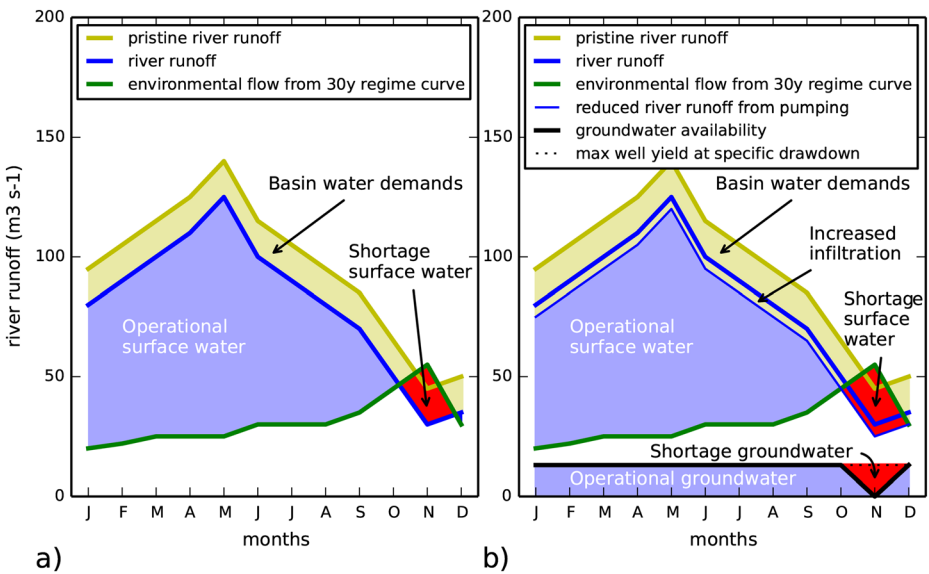 200
pristine river runoff
river runoff
environmental flow from 30y regime curve
150
Basin water demands
Shortage
surface water
100
Operational
surface water
50
0
river runoff (m3 s-1)
J F M A M J J A S O N D
months
a)
200
pristine river runoff
river runoff
environmental flow from 30y regime curve
reduced river runoff from pumping
groundwater availability
max well yield at specific drawdown
150
Basin water demands
Increased
infiltration
Shortage
surface
water
100
Operational
surface water
50
Shortage groundwater
Operational groundwater
0
J F M A M J J A S O N D
months
b)